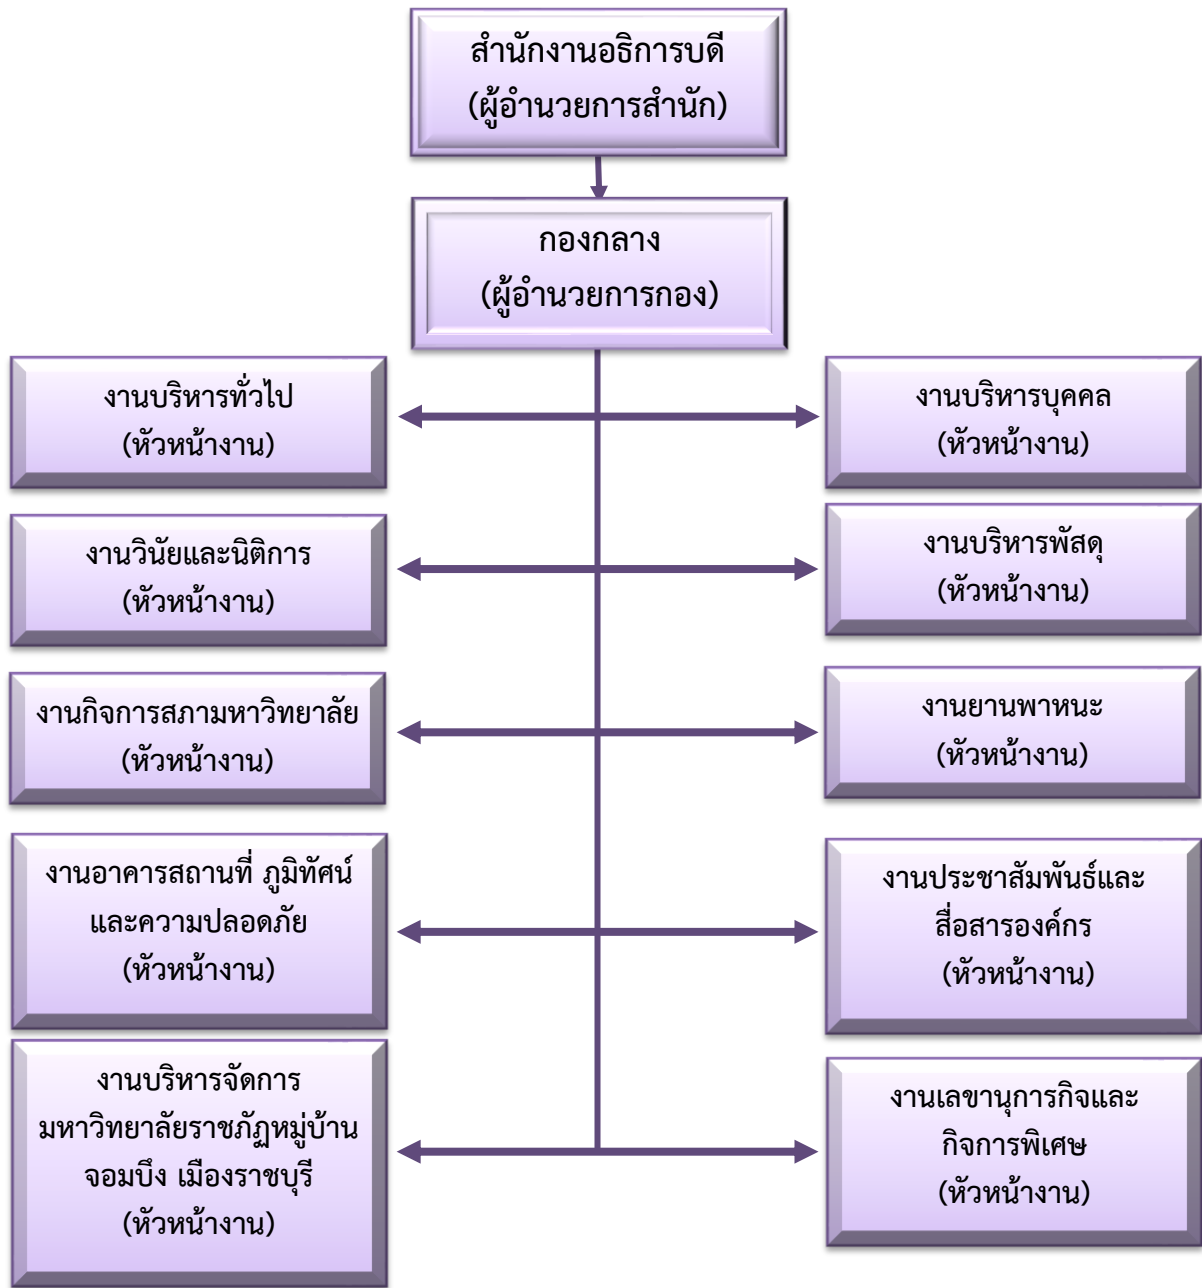 สำนักงานอธิการบดี
(ผู้อำนวยการสำนัก)
กองกลาง
(ผู้อำนวยการกอง)
งานบริหารทั่วไป
(หัวหน้างาน)
งานบริหารบุคคล
(หัวหน้างาน)
งานวินัยและนิติการ
(หัวหน้างาน)
งานบริหารพัสดุ
(หัวหน้างาน)
งานกิจการสภามหาวิทยาลัย
(หัวหน้างาน)
งานยานพาหนะ
(หัวหน้างาน)
งานอาคารสถานที่ ภูมิทัศน์
และความปลอดภัย
(หัวหน้างาน)
งานประชาสัมพันธ์และ
สื่อสารองค์กร
(หัวหน้างาน)
งานบริหารจัดการ
มหาวิทยาลัยราชภัฏหมู่บ้าน
จอมบึง เมืองราชบุรี
(หัวหน้างาน)
งานเลขานุการกิจและ
กิจการพิเศษ
(หัวหน้างาน)